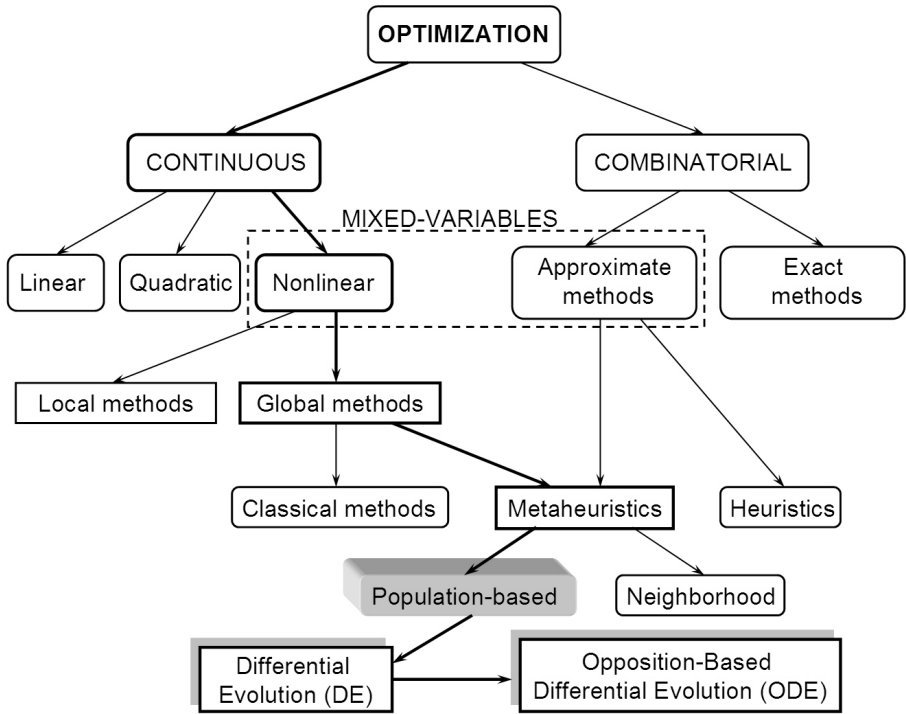 OPTIMIZATION
CONTINUOUS
COMBINATORIAL
MIXED-VARIABLES
Linear
Quadratic
Nonlinear
Approximate
methods
Exact
methods
Local methods
Global methods
Classical methods
Metaheuristics
Heuristics
Population-based
Neighborhood
Differential
Evolution (DE)
Opposition-Based
Differential Evolution (ODE)